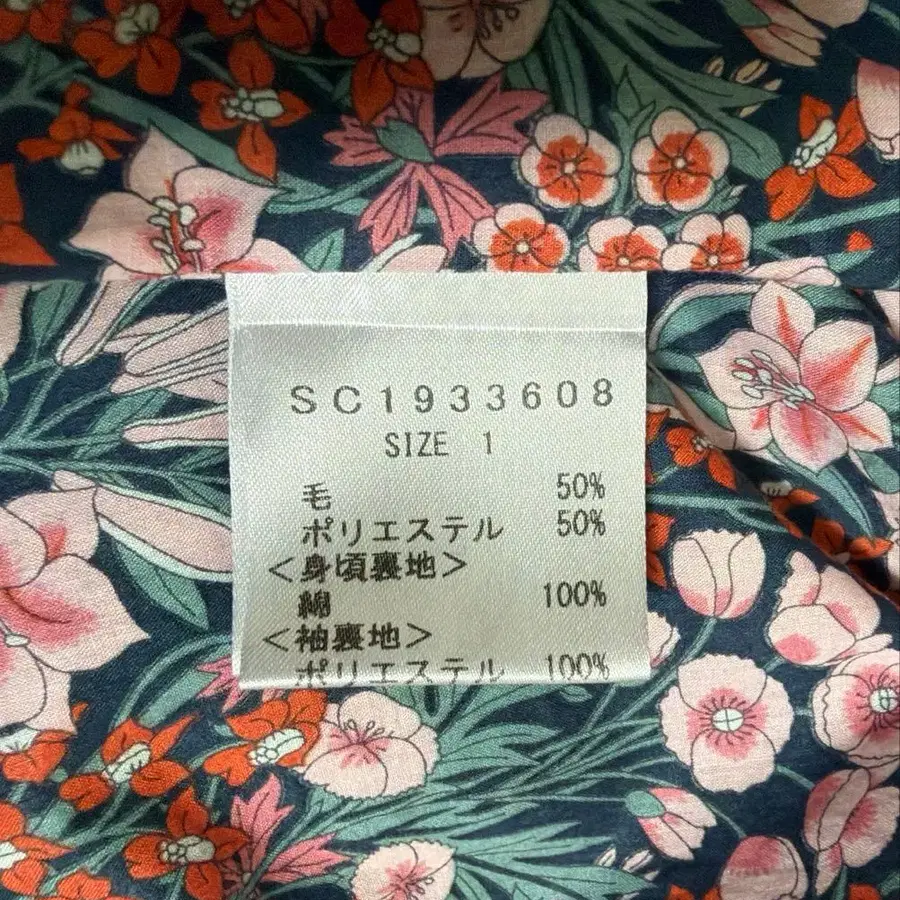 SC1933608
SIZE 1
毛 50%
ポリエステル 50%
<身頃裏地>
綿 100%
<袖裏地>
ポリエステル 100%